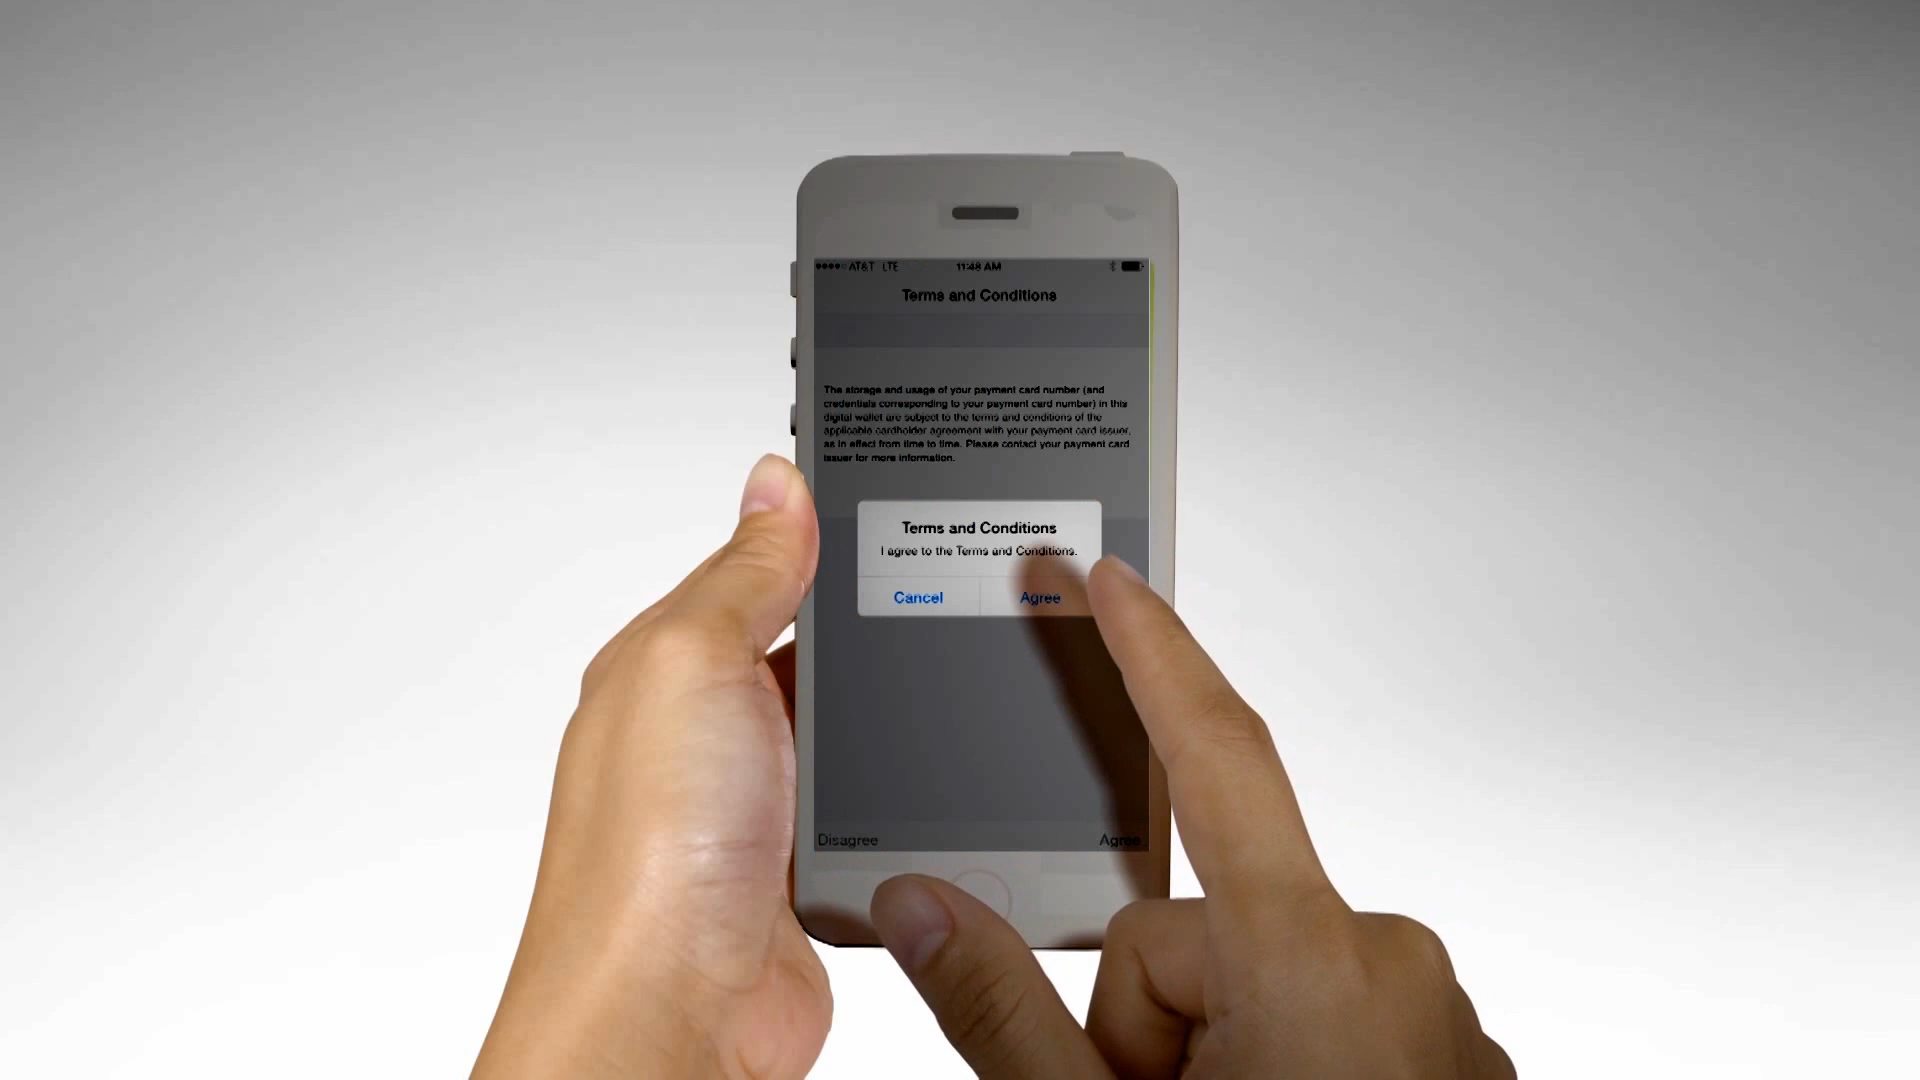 AT&T LTE 11:48 AM
Terms and Conditions
The storage and usage of your payment card number (and
credentials corresponding to your payment card number) in this
digital wallet are subject to the terms and conditions of the
applicable cardholder agreement with your payment card issuer,
as in effect from time to time. Please contact your payment card
issuer for more information.
Terms and Conditions
I agree to the Terms and Conditions.
Cancel Agree
Disagree Agree